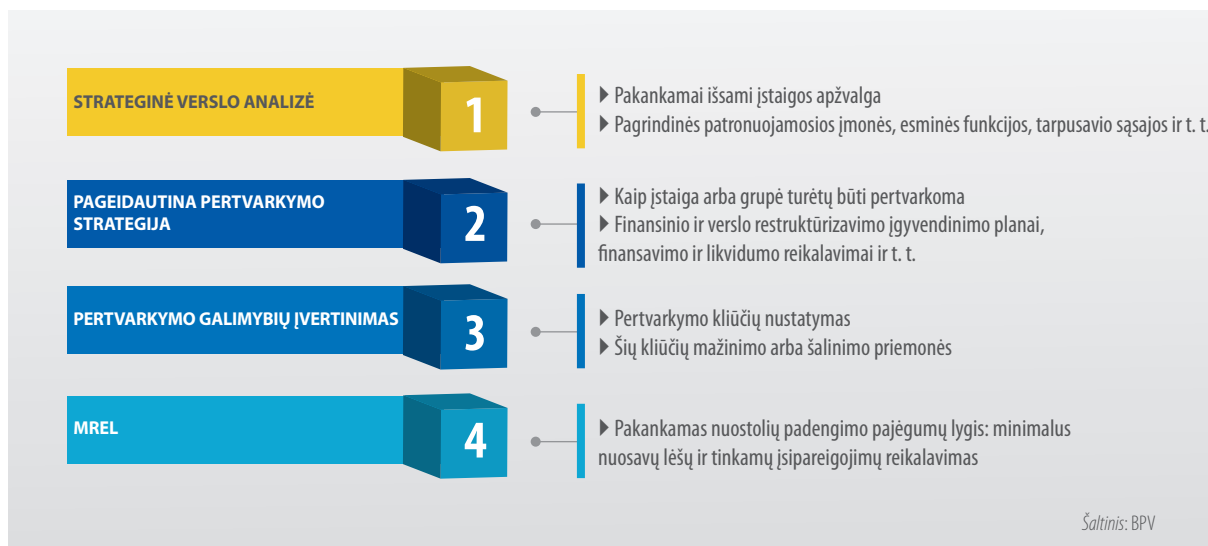 STRATEGINĖ VERSLO ANALIZĖ
1
▶ Pakankamai išsami įstaigos apžvalga
▶ Pagrindinės patronuojamosios įmonės, esminės funkcijos, tarpusavio sąsajos ir t. t.
PAGEIDAUTINA PERTVARKYMO
STRATEGIJA
2
▶ Kaip įstaiga arba grupė turėtų būti pertvarkoma
▶ Finansinio ir verslo restruktūrizavimo įgyvendinimo planai,
finansavimo ir likvidumo reikalavimai ir t. t.
PERTVARKYMO GALIMYBIŲ ĮVERTINIMAS
3
▶ Pertvarkymo kliūčių nustatymas
▶ Šių kliūčių mažinimo arba šalinimo priemonės
MREL
4
▶ Pakankamas nuostolių padengimo pajėgumų lygis: minimalus
nuosavų lėšų ir tinkamų įsipareigojimų reikalavimas
Šaltinis: BPV